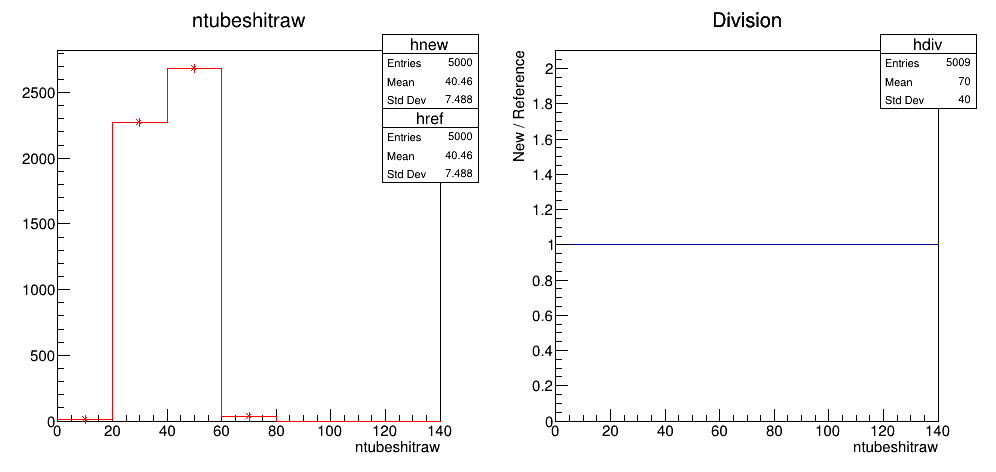 ntubeshitraw
hnew
Entries 5000
Mean 40.46
Std Dev 7.488
href
Entries 5000
Mean 40.46
Std Dev 7.488
2500
2000
1500
1000
500
0
0 20 40 60 80 100 120 140
ntubeshitraw
Division
hdiv
Entries 5009
Mean 70
Std Dev 40
New / Reference
2
1.8
1.6
1.4
1.2
1
0.8
0.6
0.4
0.2
0
0 20 40 60 80 100 120 140
ntubeshitraw